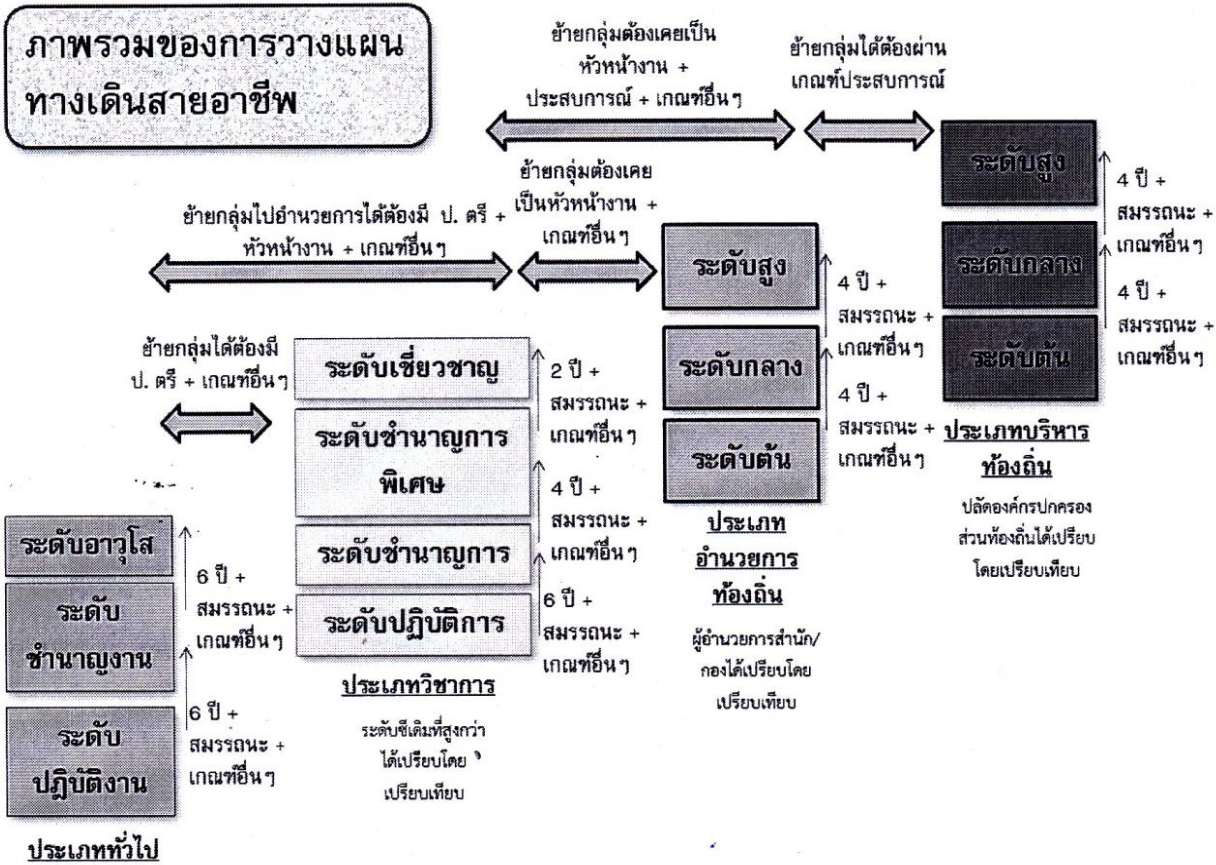 ภาพรวมของการวางแผน
ทางเดินสายอาชีพ
ย้ายกลุ่มต้องเคยเป็น
หัวหน้างาน +
ประสบการณ์ + เกณฑ์อื่นๆ
ย้ายกลุ่มได้ต้องผ่าน
เกณฑ์ประสบการณ์
ย้ายกลุ่มไปอำนวยการได้ต้องมี ป. ตรี +
หัวหน้างาน + เกณฑ์อื่นๆ
ย้ายกลุ่มต้องเคย
เป็นหัวหน้างาน +
เกณฑ์อื่นๆ
ย้ายกลุ่มได้ต้องมี
ป. ตรี + เกณฑ์อื่นๆ
ระดับอาวุโส
ระดับ
ชำนาญงาน
ระดับ
ปฏิบัติงาน
6 ปี +
สมรรถนะ +
เกณฑ์อื่นๆ
6 ปี +
สมรรถนะ +
เกณฑ์อื่นๆ
ประเภททั่วไป
ระดับเชี่ยวชาญ
ระดับชำนาญการ
พิเศษ
ระดับชำนาญการ
ระดับปฏิบัติการ
2 ปี +
สมรรถนะ +
เกณฑ์อื่นๆ
4 ปี +
สมรรถนะ +
เกณฑ์อื่นๆ
6 ปี +
สมรรถนะ +
เกณฑ์อื่นๆ
ประเภทวิชาการ
ระดับซีเดิมที่สูงกว่า
ได้เปรียบโดย
เปรียบเทียบ
ระดับสูง
ระดับกลาง
ระดับต้น
4 ปี +
สมรรถนะ +
เกณฑ์อื่นๆ
4 ปี +
สมรรถนะ +
เกณฑ์อื่นๆ
ประเภท
อำนวยการ
ท้องถิ่น
ผู้อำนวยการสำนัก/
กองได้เปรียบโดย
เปรียบเทียบ
ระดับสูง
ระดับกลาง
ระดับต้น
4 ปี +
สมรรถนะ +
เกณฑ์อื่นๆ
4 ปี +
สมรรถนะ +
เกณฑ์อื่นๆ
ประเภทบริหาร
ท้องถิ่น
ปลัดองค์กรปกครอง
ส่วนท้องถิ่นได้เปรียบ
โดยเปรียบเทียบ